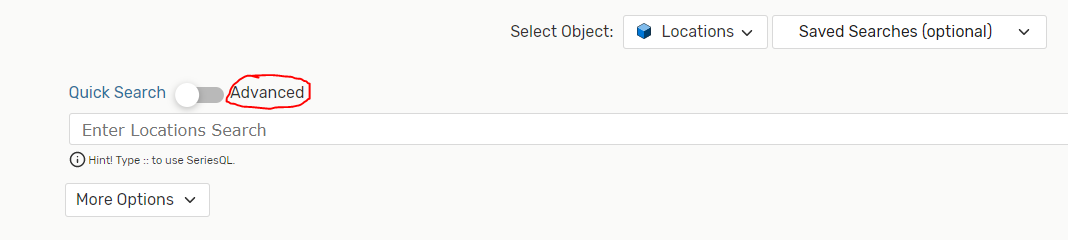 Select Object: Locations Saved Searches (optional)
Quick Search Advanced
Enter Locations Search
Hint! Type :: to use SeriesQL.
More Options